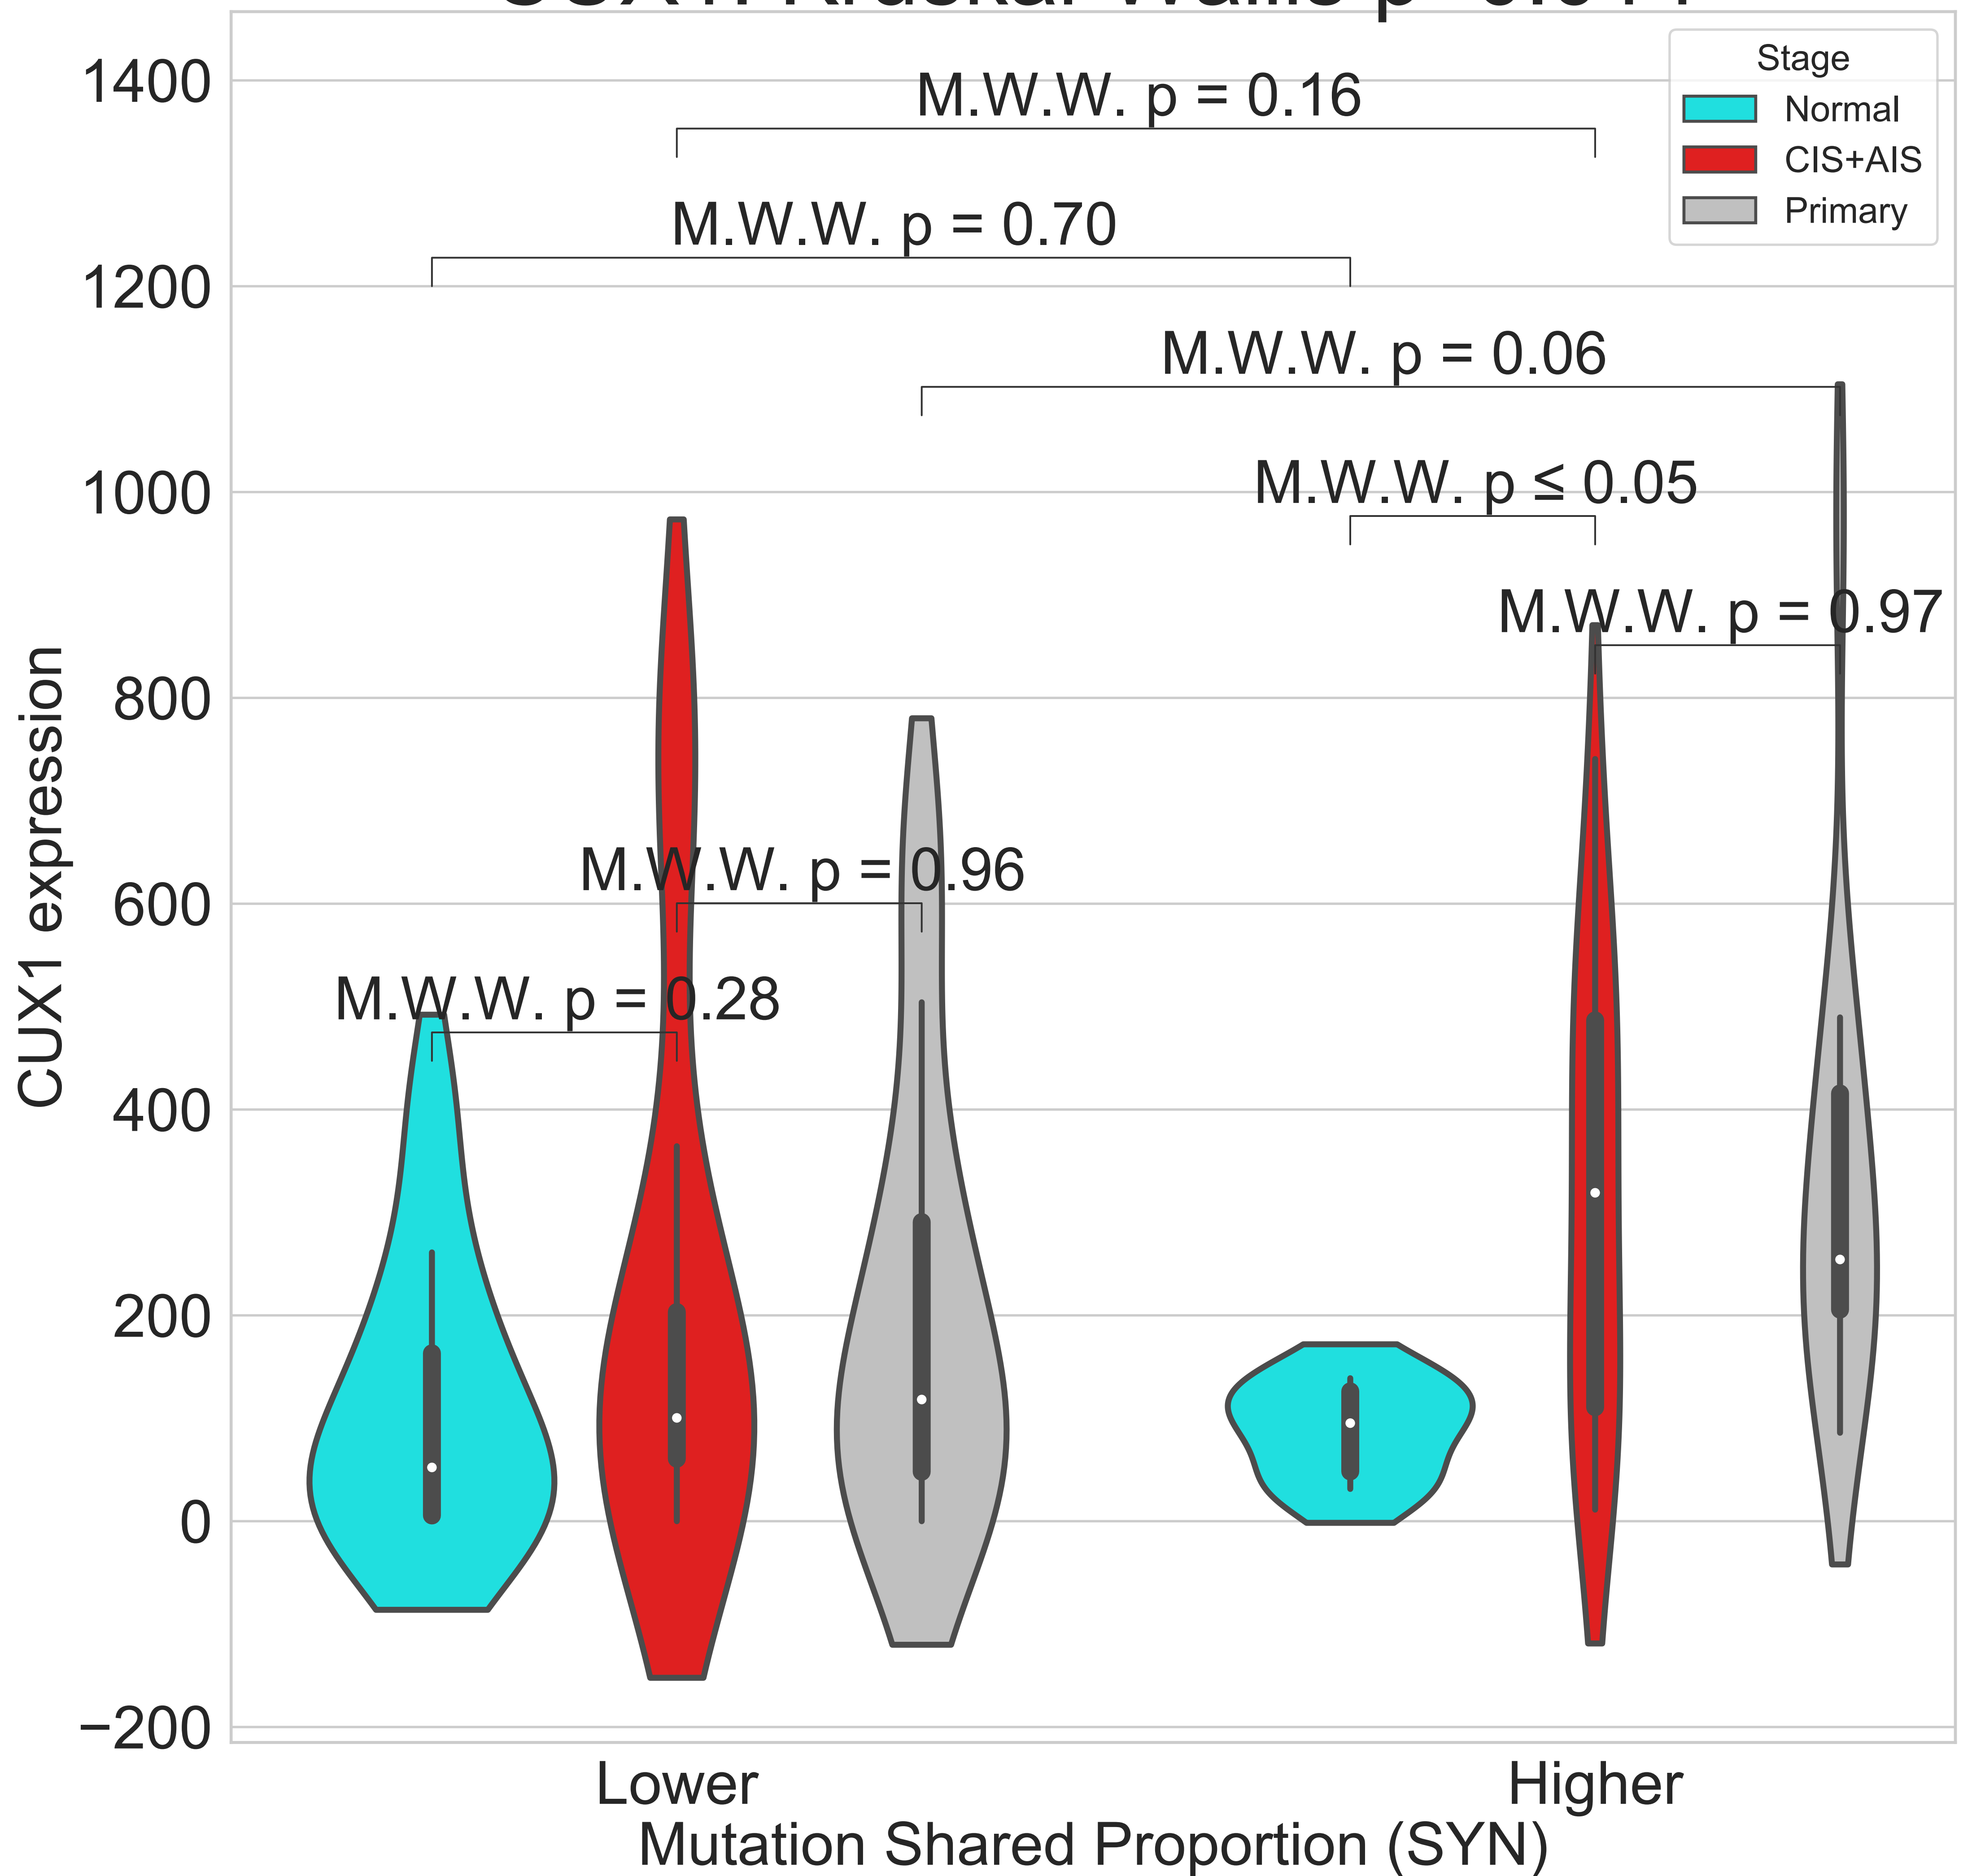 1400
1200
1000
800
600
400
200
0
−200
CUX1 expression
M.W.W. p = 0.16
M.W.W. p = 0.70
M.W.W. p = 0.06
M.W.W. p ≤ 0.05
M.W.W. p = 0.97
M.W.W. p = 0.96
M.W.W. p = 0.28
Stage
Normal
CIS+AIS
Primary
Lower
Higher
Mutation Shared Proportion (SYN)